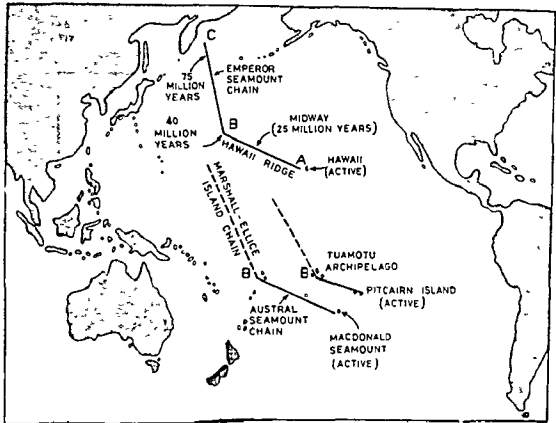 C
EMPEROR
SEAMOUNT
CHAIN
75
MILLION
YEARS
40
MILLION
YEARS
B
MIDWAY
(25 MILLION YEARS)
HAWAII RIDGE
A
HAWAII
(ACTIVE)
MARSHALL-ELLICE
ISLAND CHAIN
TUAMOTU
ARCHIPELAGO
B
B
PITCAIRN ISLAND
(ACTIVE)
AUSTRAL
SEAMOUNT
CHAIN
MACDONALD
SEAMOUNT
(ACTIVE)